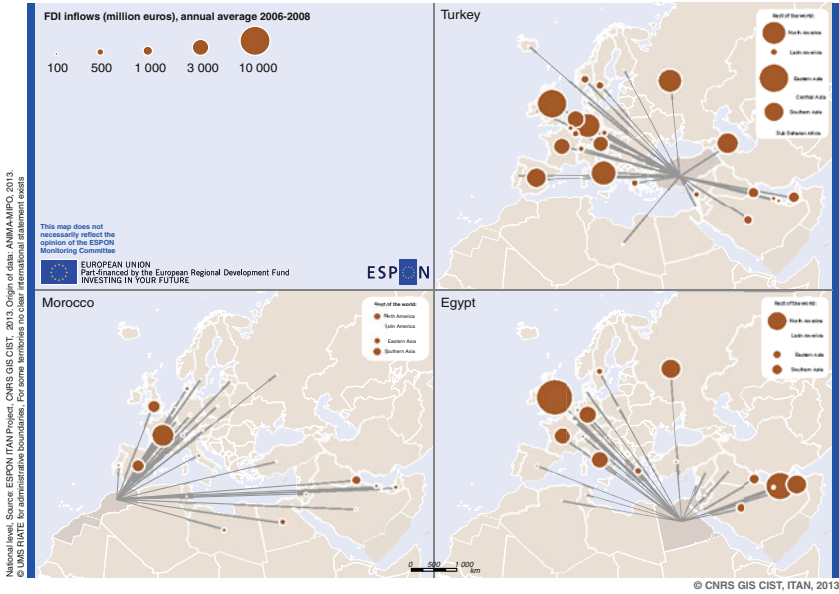 FDI inflows (million euros), annual average 2006-2008
100 500 1 000 3 000 10 000
This map does not
necessarily reflect the
opinion of the ESPON
Monitoring Committee
EUROPEAN UNION
Part-financed by the European Regional Development Fund
INVESTING IN YOUR FUTURE
ESPON
Turkey
Rest of the world:
North America
Latin America
Eastern Asia
Central Asia
Southern Asia
Sub Saharan Africa
Morocco
Rest of the world:
North America
Latin America
Eastern Asia
Southern Asia
0 500 1 000
km
Egypt
Rest of the world:
North America
Latin America
Eastern Asia
Southern Asia
National level, Source: ESPON ITAN Project, CNRS GIS CIST, 2013. Origin of data: ANIMA-MIPO, 2013.
© UMS RIATE for administrative boundaries, For some territories no clear international statement exists
© CNRS GIS CIST, ITAN, 2013